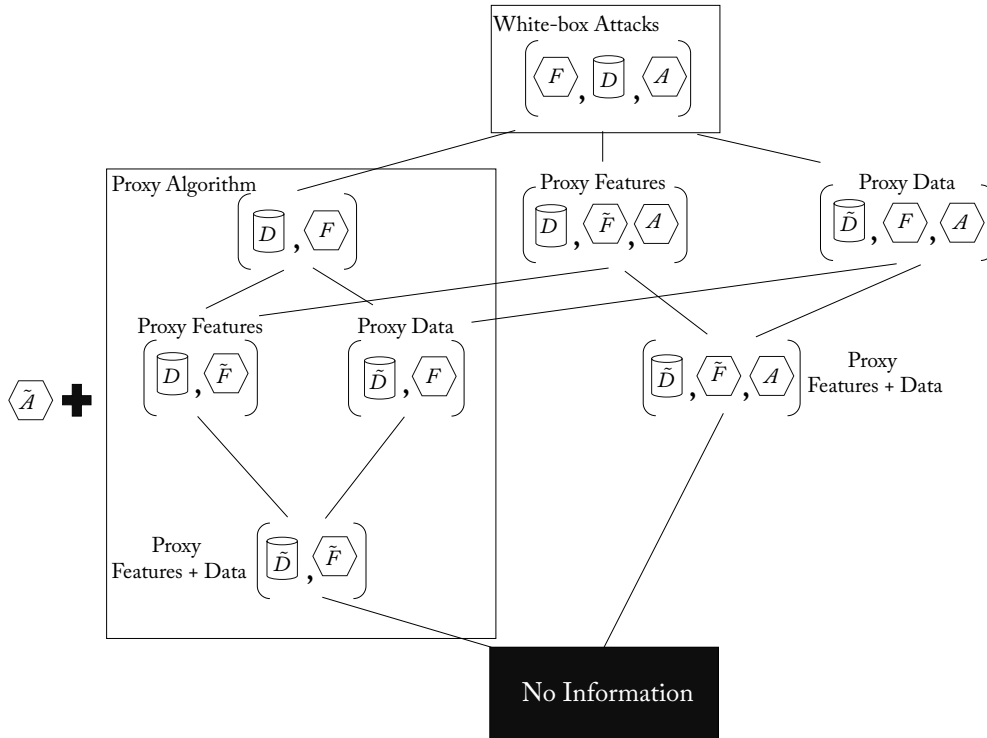 White-box Attacks
F , D , A
Proxy Algorithm
D , F
Proxy Features
D , F̃ , A
Proxy Data
D̃ , F , A
Proxy Features
D , F̃
Proxy Data
D̃ , F
D̃ , F̃ , A
Proxy
Features + Data
Ã
Proxy
Features + Data
D̃ , F̃
No Information